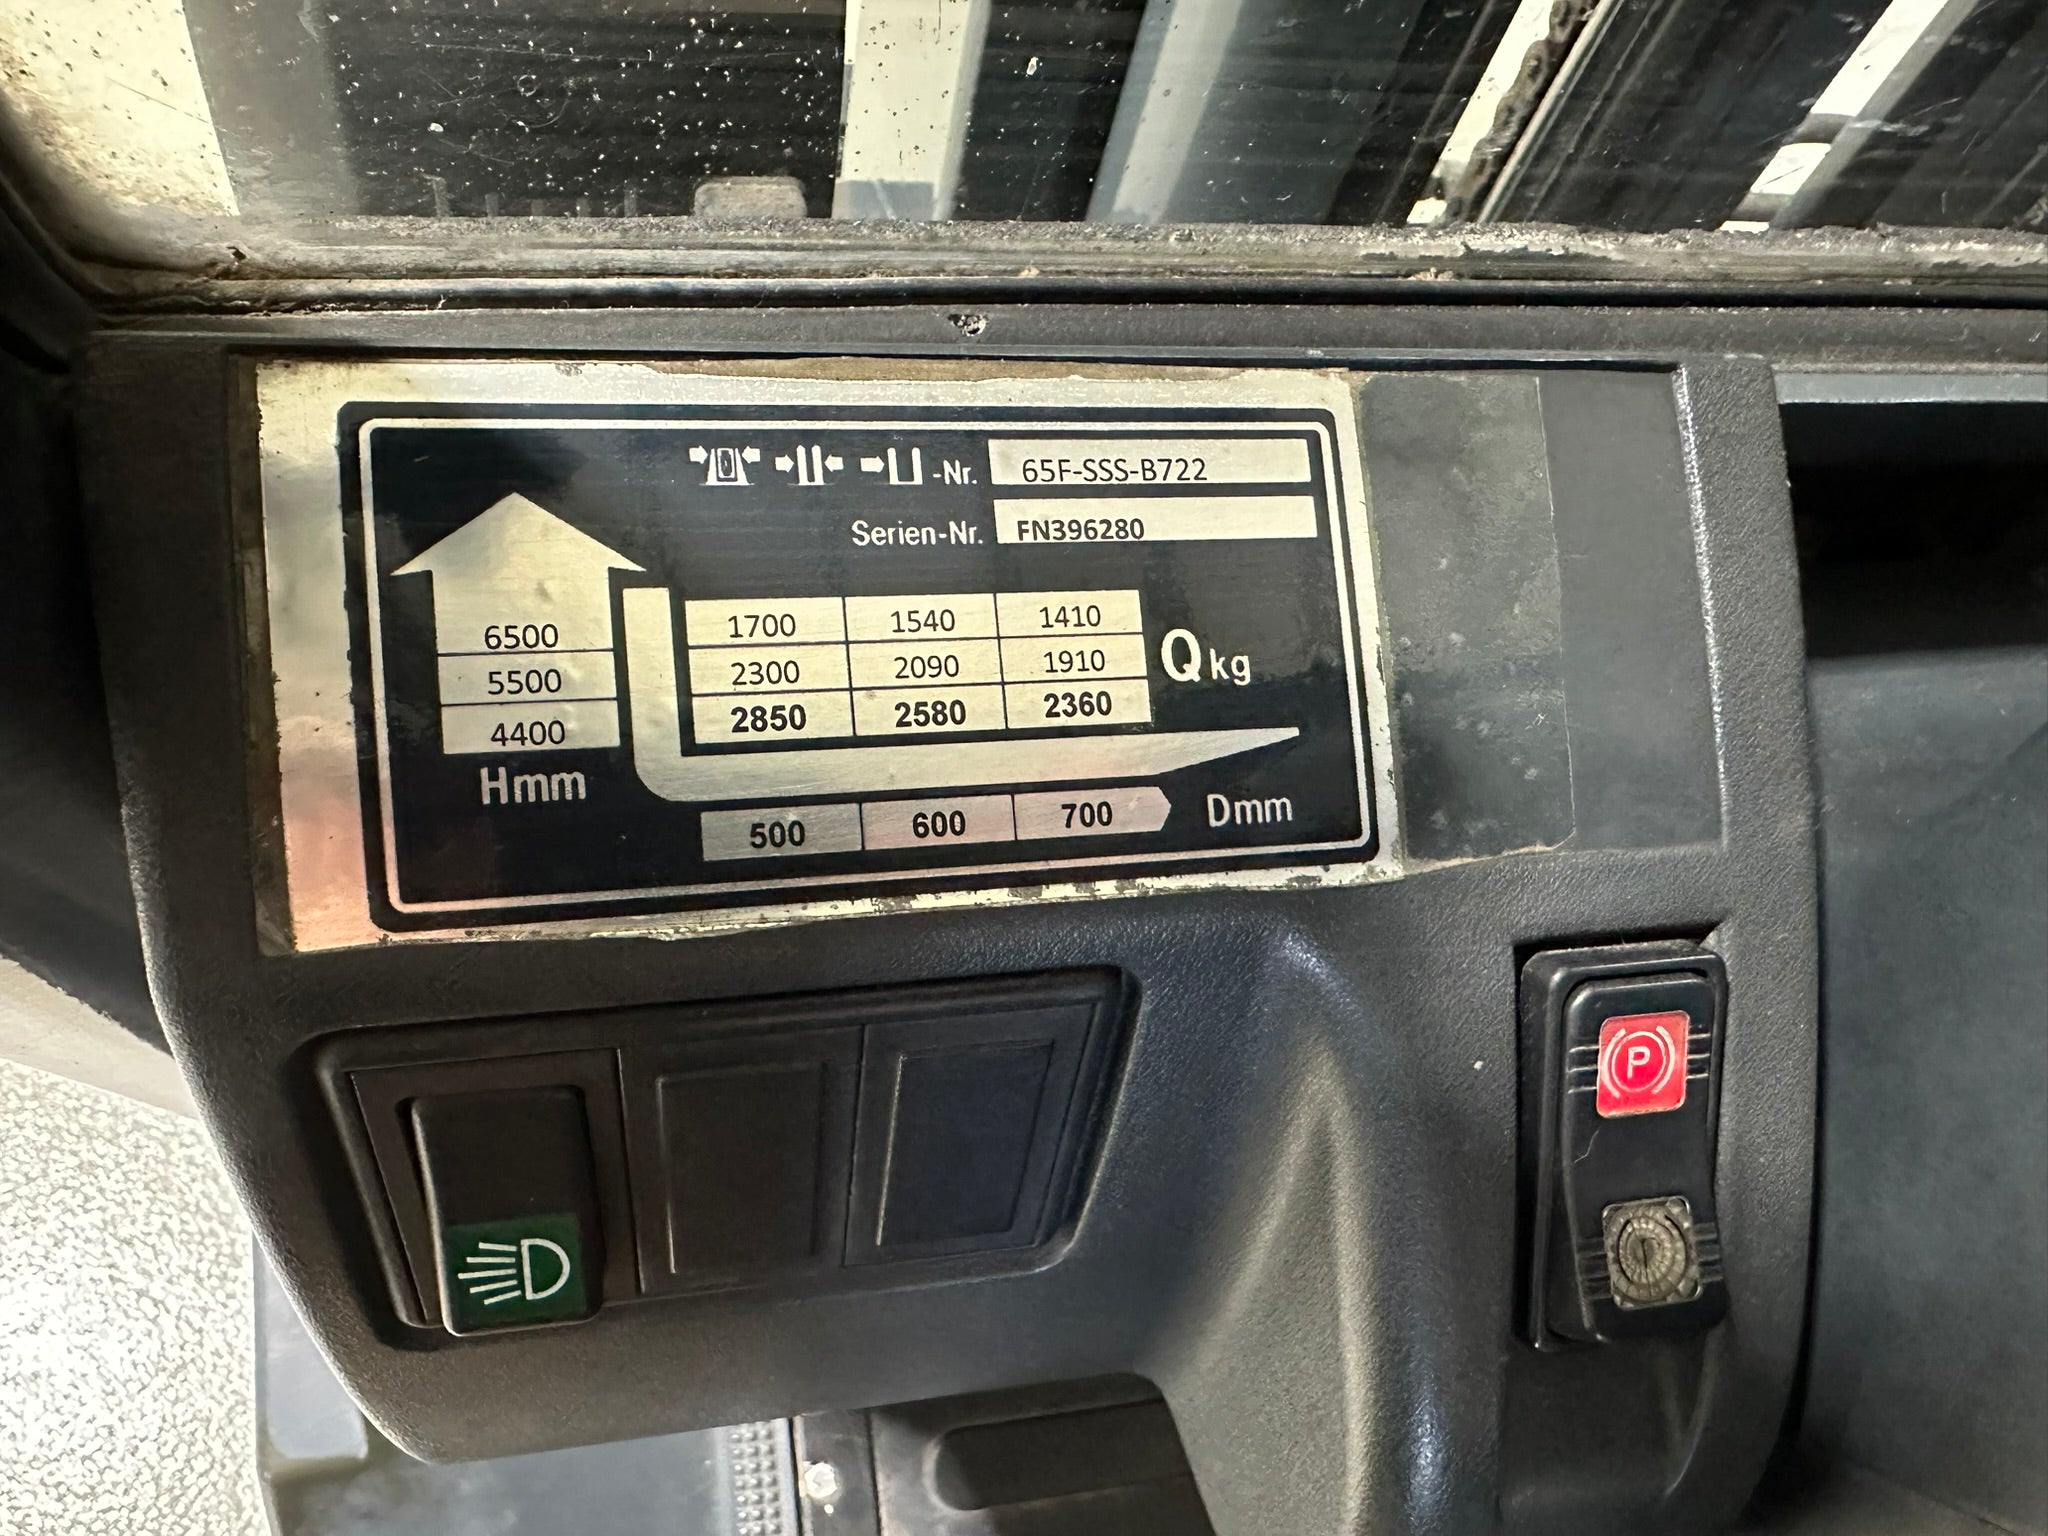 -Nr. 65F-SSS-B722
Serien-Nr. FN396280
6500 1700 1540 1410
5500 2300 2090 1910 Q kg
4400 2850 2580 2360
Hmm
500 600 700 Dmm
P